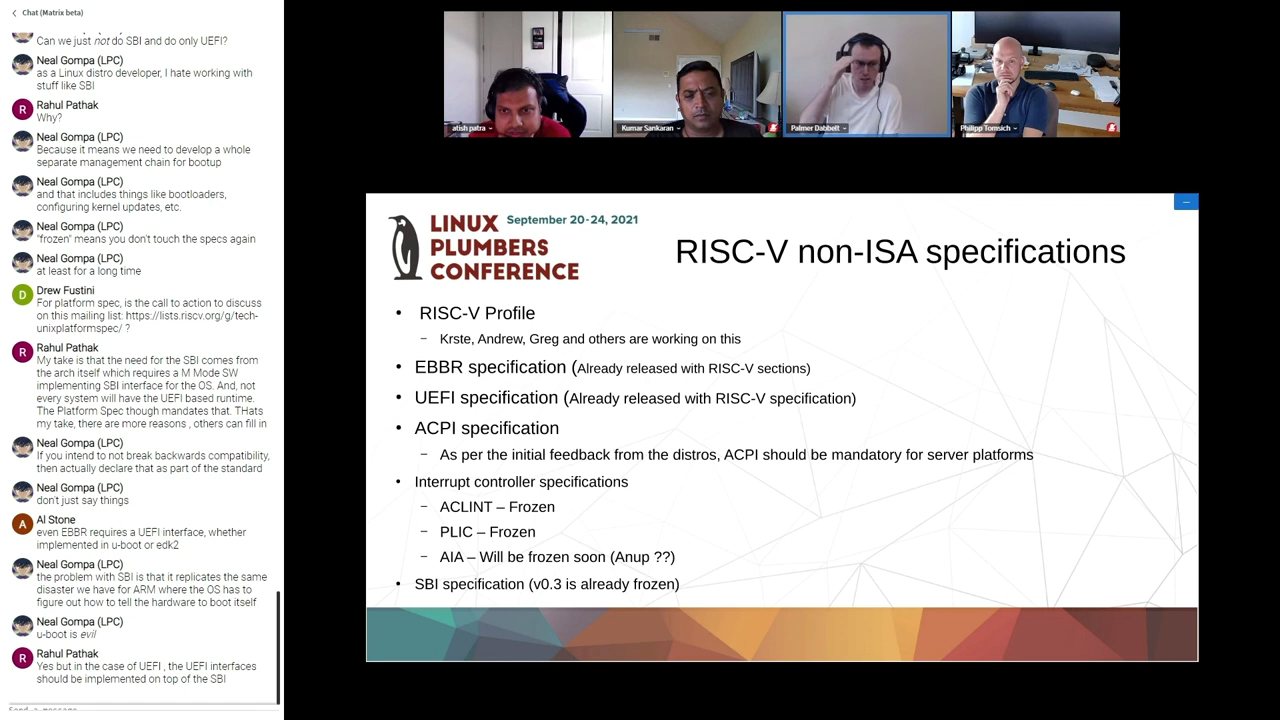 Chat (Matrix beta)
Can we just not do SBI and do only UEFI?
Neal Gompa (LPC)
as a Linux distro developer, I hate working with
stuff like SBI
R
Rahul Pathak
Why?
Neal Gompa (LPC)
Because it means we need to develop a whole
separate management chain for bootup
Neal Gompa (LPC)
and that includes things like bootloaders,
configuring kernel updates, etc.
Neal Gompa (LPC)
"frozen" means you don't touch the specs again
Neal Gompa (LPC)
at least for a long time
D
Drew Fustini
For platform spec, is the call to action to discuss
on this mailing list: https://lists.riscv.org/g/tech-
unixplatformspec/ ?
R
Rahul Pathak
My take is that the need for the SBI comes from
the arch itself which requires a M Mode SW
implementing SBI interface for the OS. And, not
every system will have the UEFI based runtime.
The Platform Spec though mandates that. THats
my take, there are more reasons , others can fill in
Neal Gompa (LPC)
If you intend to not break backwards compatibility,
then actually declare that as part of the standard
Neal Gompa (LPC)
don't just say things
A
Al Stone
even EBBR requires a UEFI interface, whether
implemented in u-boot or edk2
Neal Gompa (LPC)
the problem with SBI is that it replicates the same
disaster we have for ARM where the OS has to
figure out how to tell the hardware to boot itself
Neal Gompa (LPC)
u-boot is evil
R
Rahul Pathak
Yes but in the case of UEFI , the UEFI interfaces
should be implemented on top of the SBI
Send a message
atish patra
Kumar Sankaran
Palmer Dabbelt
Philipp Tomsich
LINUX
PLUMBERS
CONFERENCE
September 20-24, 2021
RISC-V non-ISA specifications
• RISC-V Profile
– Krste, Andrew, Greg and others are working on this
• EBBR specification (Already released with RISC-V sections)
• UEFI specification (Already released with RISC-V specification)
• ACPI specification
– As per the initial feedback from the distros, ACPI should be mandatory for server platforms
• Interrupt controller specifications
– ACLINT – Frozen
– PLIC – Frozen
– AIA – Will be frozen soon (Anup ??)
• SBI specification (v0.3 is already frozen)